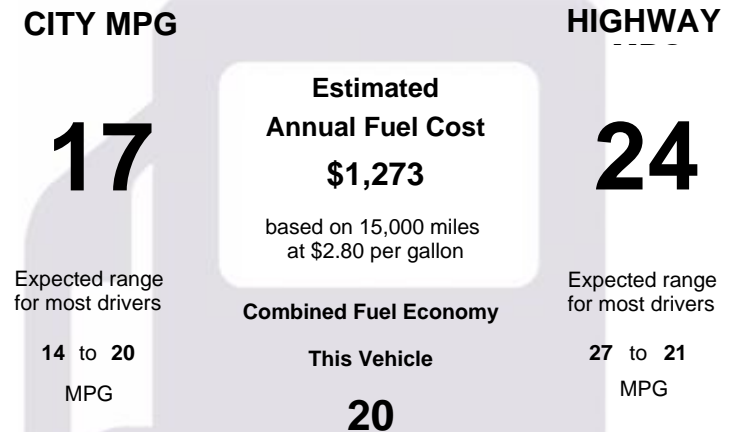 CITY MPG
17
Expected range
for most drivers
14 to 20
MPG
Estimated
Annual Fuel Cost
$1,273
based on 15,000 miles
at $2.80 per gallon
Combined Fuel Economy
This Vehicle
20
HIGHWAY
24
Expected range
for most drivers
27 to 21
MPG